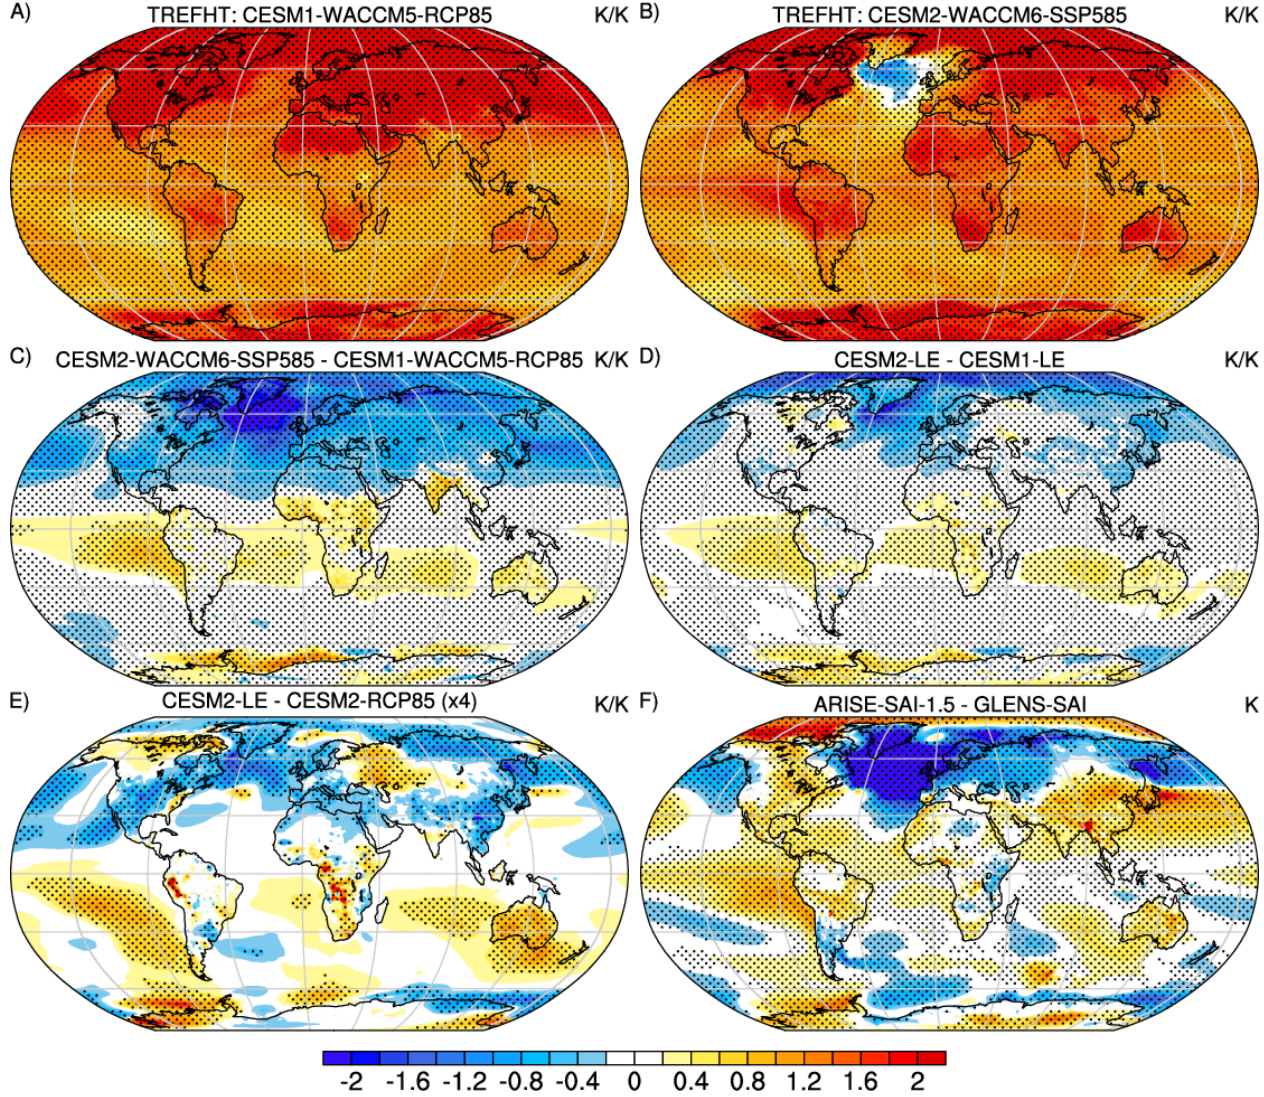 A) TREFHT: CESM1-WACCM5-RCP85 K/K
B) TREFHT: CESM2-WACCM6-SSP585 K/K
C) CESM2-WACCM6-SSP585 - CESM1-WACCM5-RCP85 K/K
D) CESM2-LE - CESM1-LE K/K
E) CESM2-LE - CESM2-RCP85 (x4) K/K
F) ARISE-SAI-1.5 - GLENS-SAI K
-2 -1.6 -1.2 -0.8 -0.4 0 0.4 0.8 1.2 1.6 2